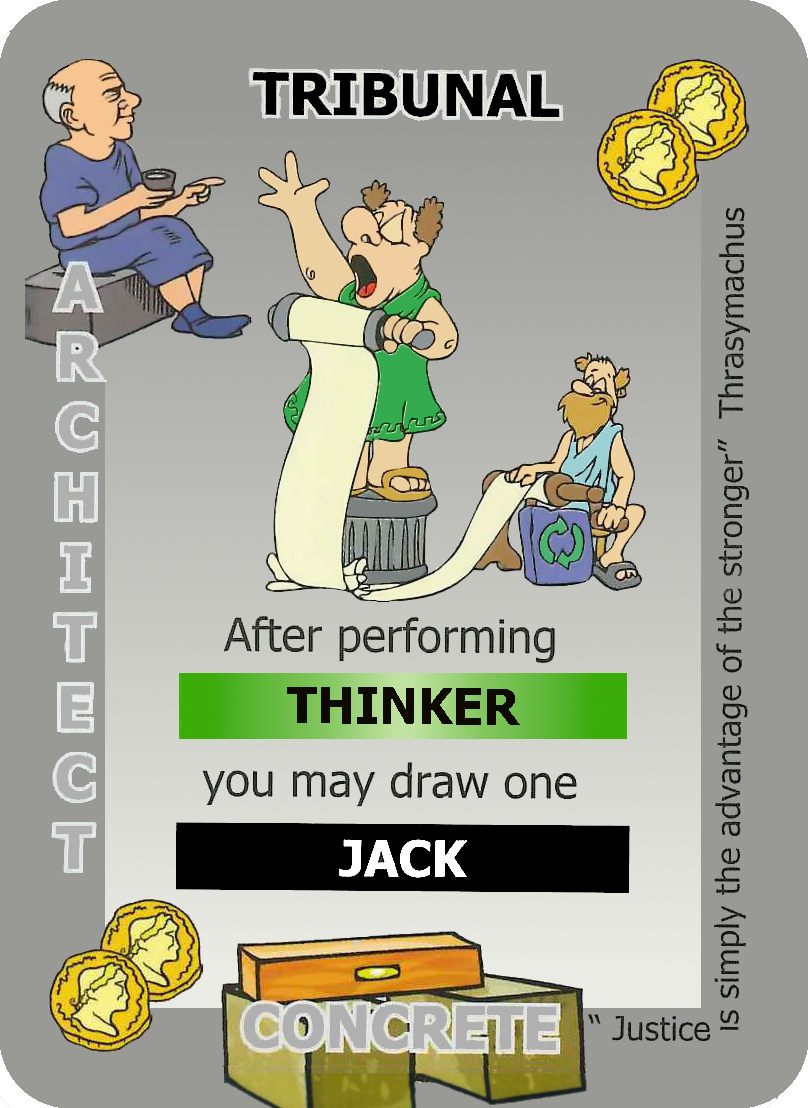 TRIBUNAL
ARCHITECT
After performing
THINKER
you may draw one
JACK
CONCRETE
“ Justice
is simply the advantage of the stronger” Thrasymachus